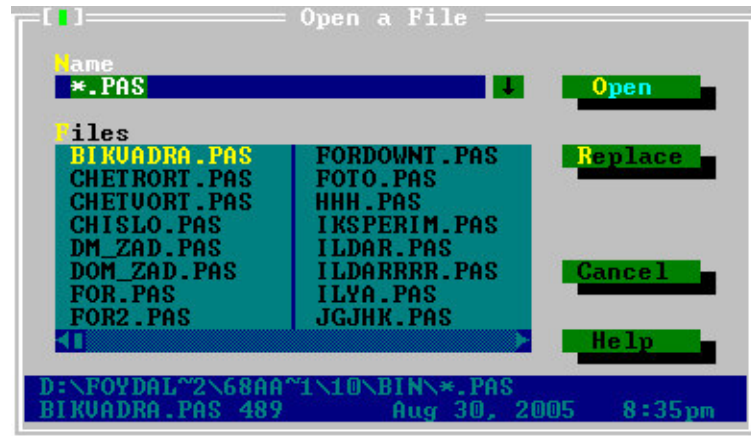 [ ] Open a File
Name
*.PAS ↓ Open
Files
BIKVADRA.PAS FORDOWNT.PAS Replace
CHETRORT.PAS FOTO.PAS
CHETVORT.PAS HHH.PAS
CHISLO.PAS IKSPERIM.PAS
DM_ZAD.PAS ILDAR.PAS
DOM_ZAD.PAS ILDARRRR.PAS Cancel
FOR.PAS ILYA.PAS
FOR2.PAS JGJHK.PAS
Help
D:\FOYDAL~2\68AA~1\10\BIN\*.PAS
BIKVADRA.PAS 489 Aug 30, 2005 8:35pm